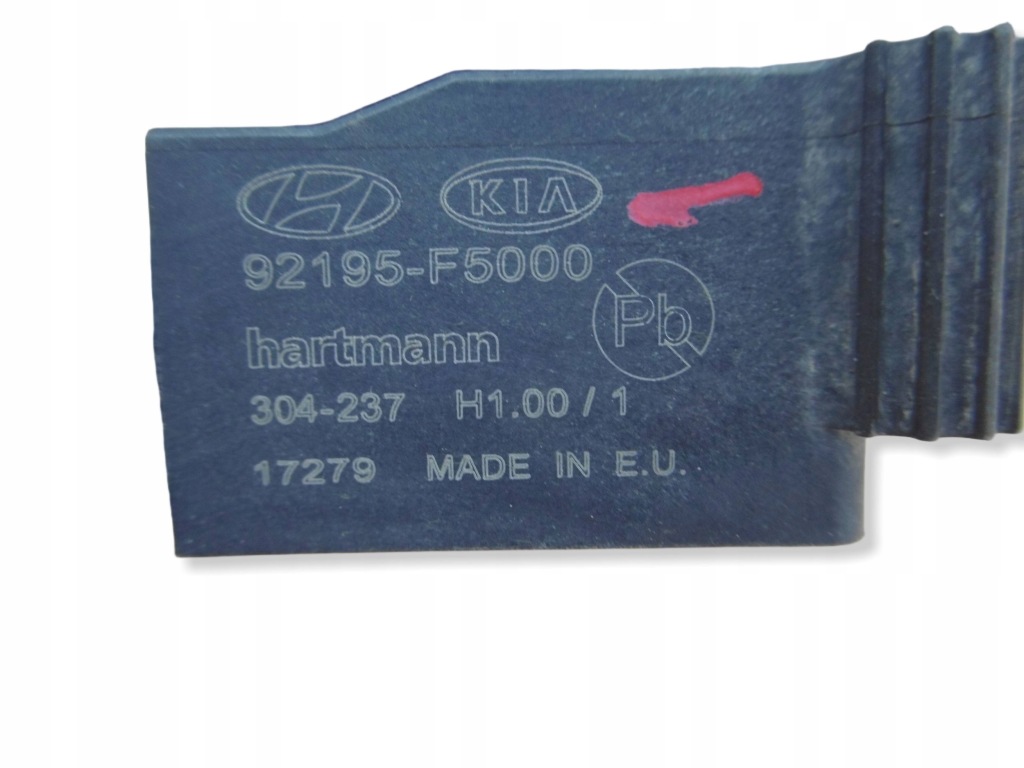 KIA
92195-F5000
Pb
hartmann
304-237 H1.00 / 1
17279 MADE IN E.U.